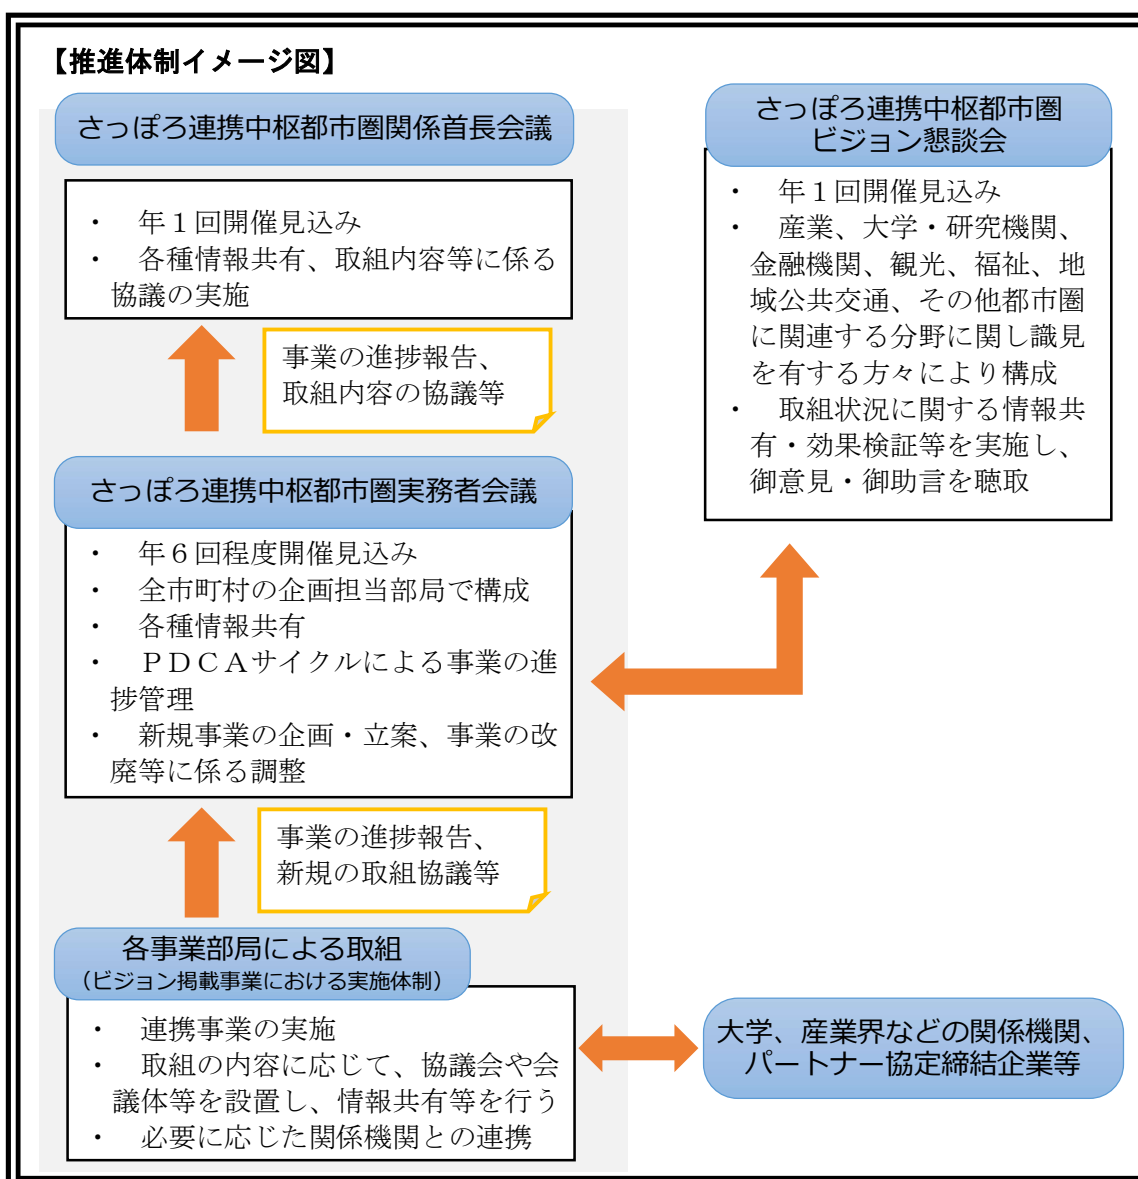 【推進体制イメージ図】
さっぽろ連携中枢都市圏関係首長会議
・　年１回開催見込み
・　各種情報共有、取組内容等に係る
協議の実施
事業の進捗報告、
取組内容の協議等
さっぽろ連携中枢都市圏実務者会議
・　年６回程度開催見込み
・　全市町村の企画担当部局で構成
・　各種情報共有
・　ＰＤＣＡサイクルによる事業の進
捗管理
・　新規事業の企画・立案、事業の改
廃等に係る調整
事業の進捗報告、
新規の取組協議等
各事業部局による取組
（ビジョン掲載事業における実施体制）
・　連携事業の実施
・　取組の内容に応じて、協議会や会
議体等を設置し、情報共有等を行う
・　必要に応じた関係機関との連携
さっぽろ連携中枢都市圏
ビジョン懇談会
・　年１回開催見込み
・　産業、大学・研究機関、
金融機関、観光、福祉、地
域公共交通、その他都市圏
に関連する分野に関し識見
を有する方々により構成
・　取組状況に関する情報共
有・効果検証等を実施し、
御意見・御助言を聴取
大学、産業界などの関係機関、
パートナー協定締結企業等